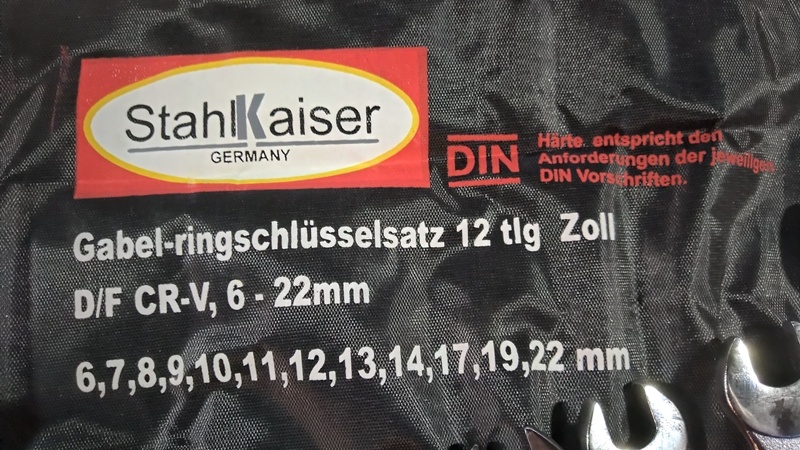 StahlKaiser
GERMANY
DIN
Härte. entspricht den
Anforderungen der jeweiligen
DIN Vorschriften.
Gabel-ringschlüsselsatz 12 tlg Zoll
D/F CR-V, 6 - 22mm
6,7,8,9,10,11,12,13,14,17,19,22 mm